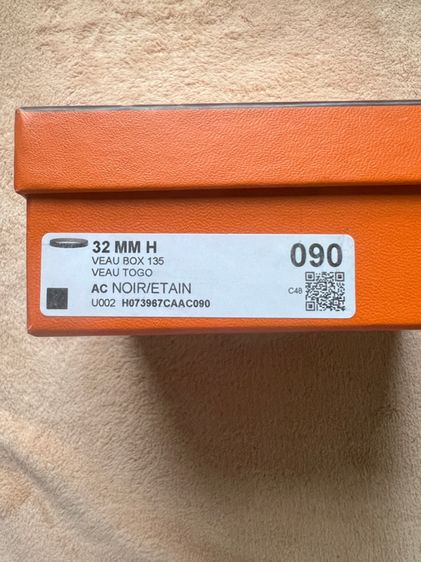 32 MM H
VEAU BOX 135
VEAU TOGO
AC NOIR/ETAIN
U002 H073967CAAC090
090
C48